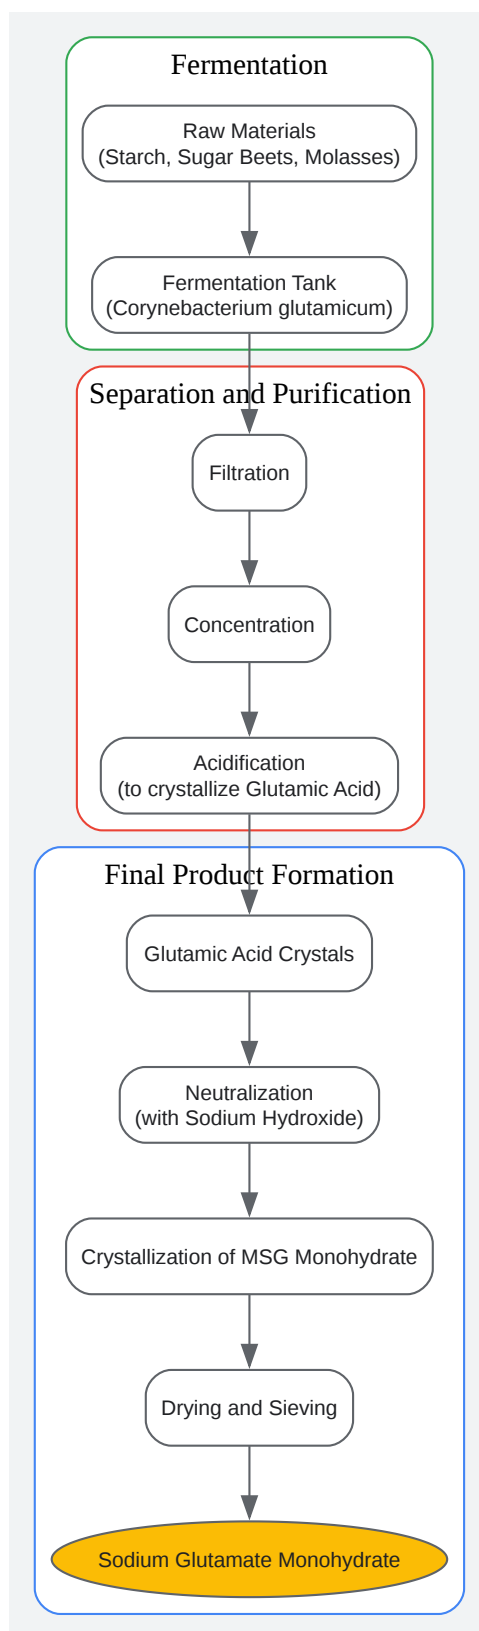 Fermentation
Raw Materials
(Starch, Sugar Beets, Molasses)
Fermentation Tank
(Corynebacterium glutamicum)
Separation and Purification
Filtration
Concentration
Acidification
(to crystallize Glutamic Acid)
Final Product Formation
Glutamic Acid Crystals
Neutralization
(with Sodium Hydroxide)
Crystallization of MSG Monohydrate
Drying and Sieving
Sodium Glutamate Monohydrate